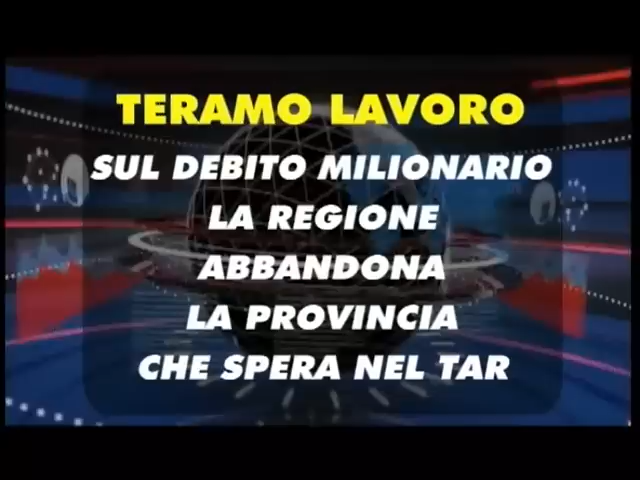 TERAMO LAVORO
SUL DEBITO MILIONARIO
LA REGIONE
ABBANDONA
LA PROVINCIA
CHE SPERA NEL TAR